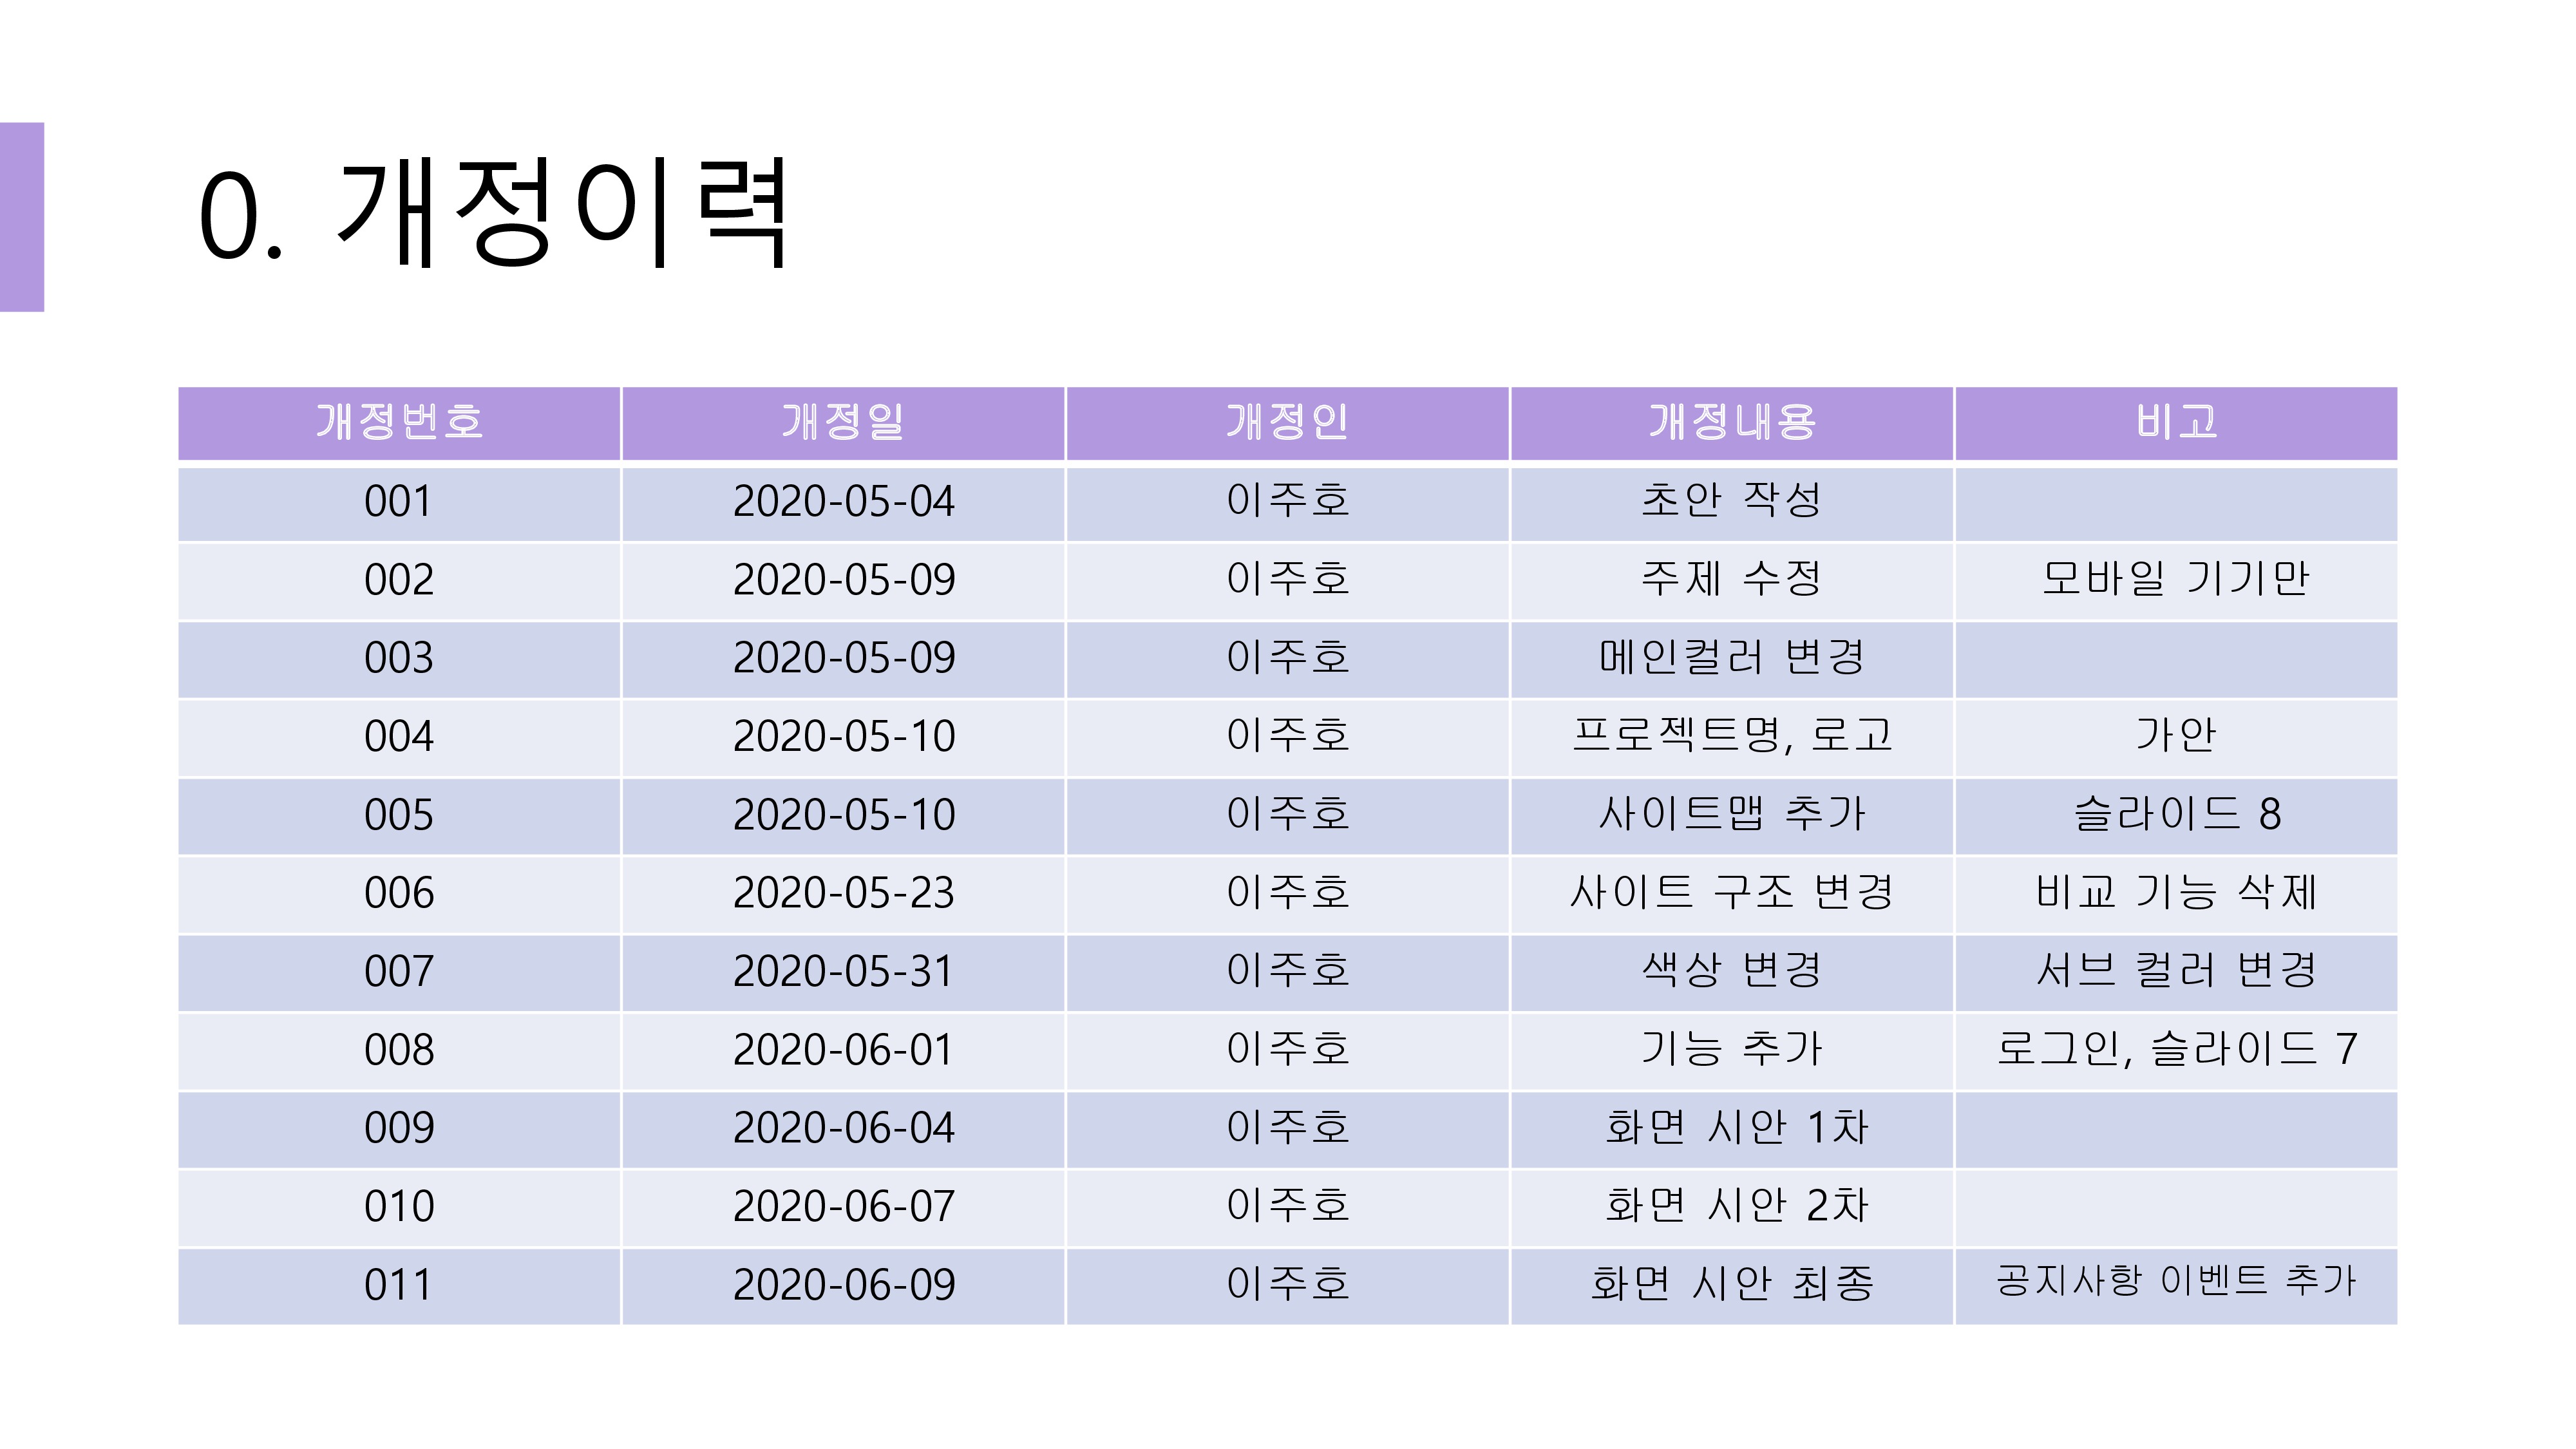 0. 개정이력
개정번호 개정일 개정인 개정내용 비고
001 2020-05-04 이주호 초안 작성
002 2020-05-09 이주호 주제 수정 모바일 기기만
003 2020-05-09 이주호 메인컬러 변경
004 2020-05-10 이주호 프로젝트명, 로고 가안
005 2020-05-10 이주호 사이트맵 추가 슬라이드 8
006 2020-05-23 이주호 사이트 구조 변경 비교 기능 삭제
007 2020-05-31 이주호 색상 변경 서브 컬러 변경
008 2020-06-01 이주호 기능 추가 로그인, 슬라이드 7
009 2020-06-04 이주호 화면 시안 1차
010 2020-06-07 이주호 화면 시안 2차
011 2020-06-09 이주호 화면 시안 최종 공지사항 이벤트 추가